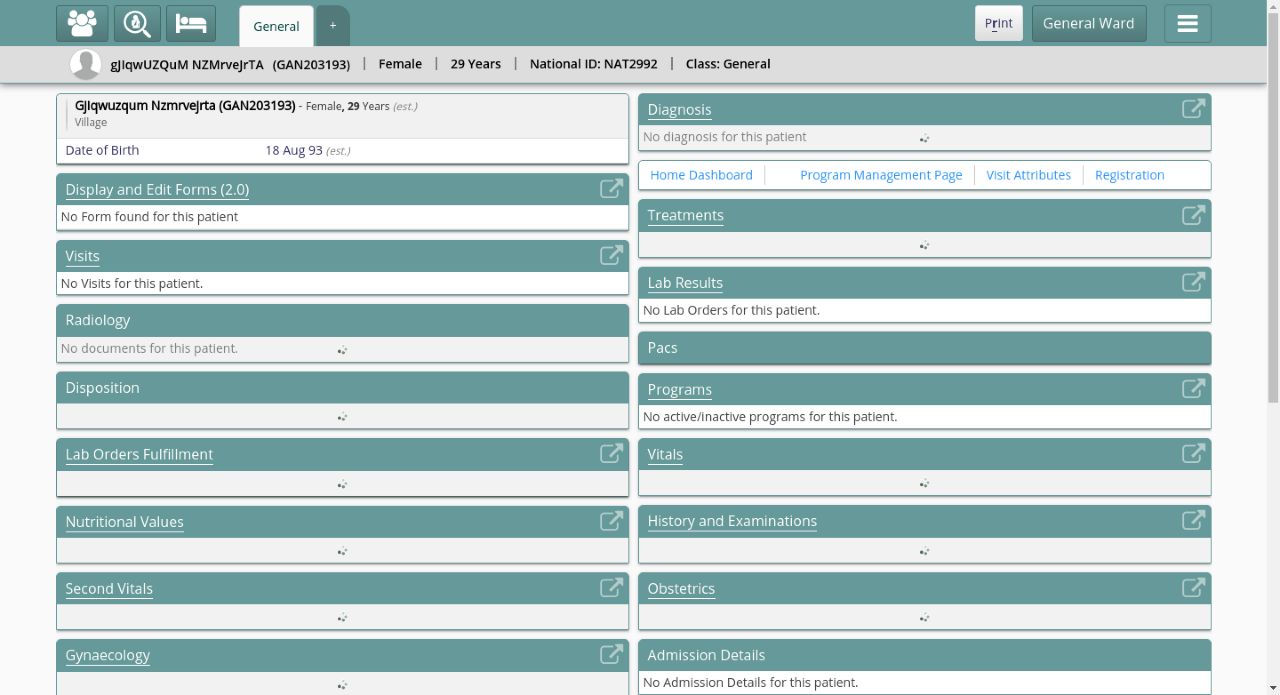 General
+
Print
General Ward
gJIqwUZQuM NZMrveJrTA (GAN203193) | Female | 29 Years | National ID: NAT2992 | Class: General
GJIqwuzqum NzmrveJrta (GAN203193) - Female, 29 Years (est.)
Village
Date of Birth 18 Aug 93 (est.)
Display and Edit Forms (2.0)
No Form found for this patient
Visits
No Visits for this patient.
Radiology
No documents for this patient.
Disposition
Lab Orders Fulfillment
Nutritional Values
Second Vitals
Gynaecology
Diagnosis
No diagnosis for this patient
Home Dashboard
Program Management Page
Visit Attributes
Registration
Treatments
Lab Results
No Lab Orders for this patient.
Pacs
Programs
No active/inactive programs for this patient.
Vitals
History and Examinations
Obstetrics
Admission Details
No Admission Details for this patient.